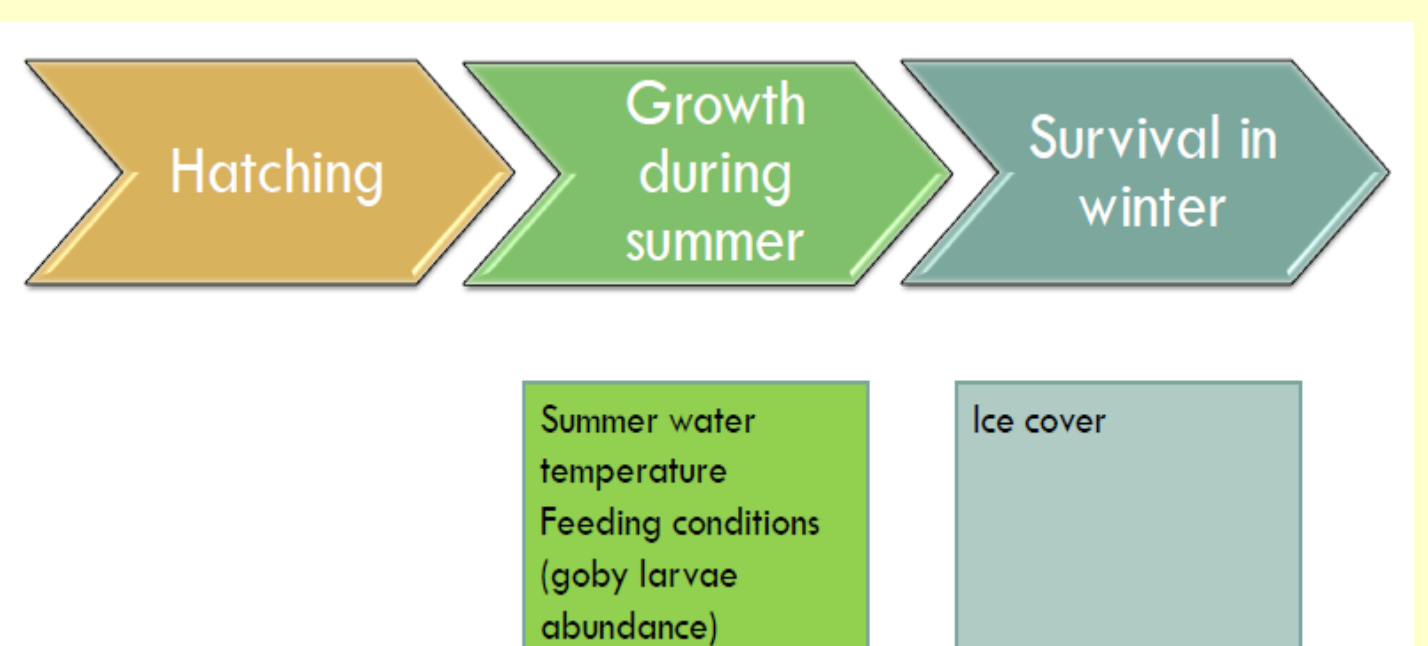 Hatching
Growth
during
summer
Survival in
winter
Summer water
temperature
Feeding conditions
(goby larvae
abundance)
Ice cover